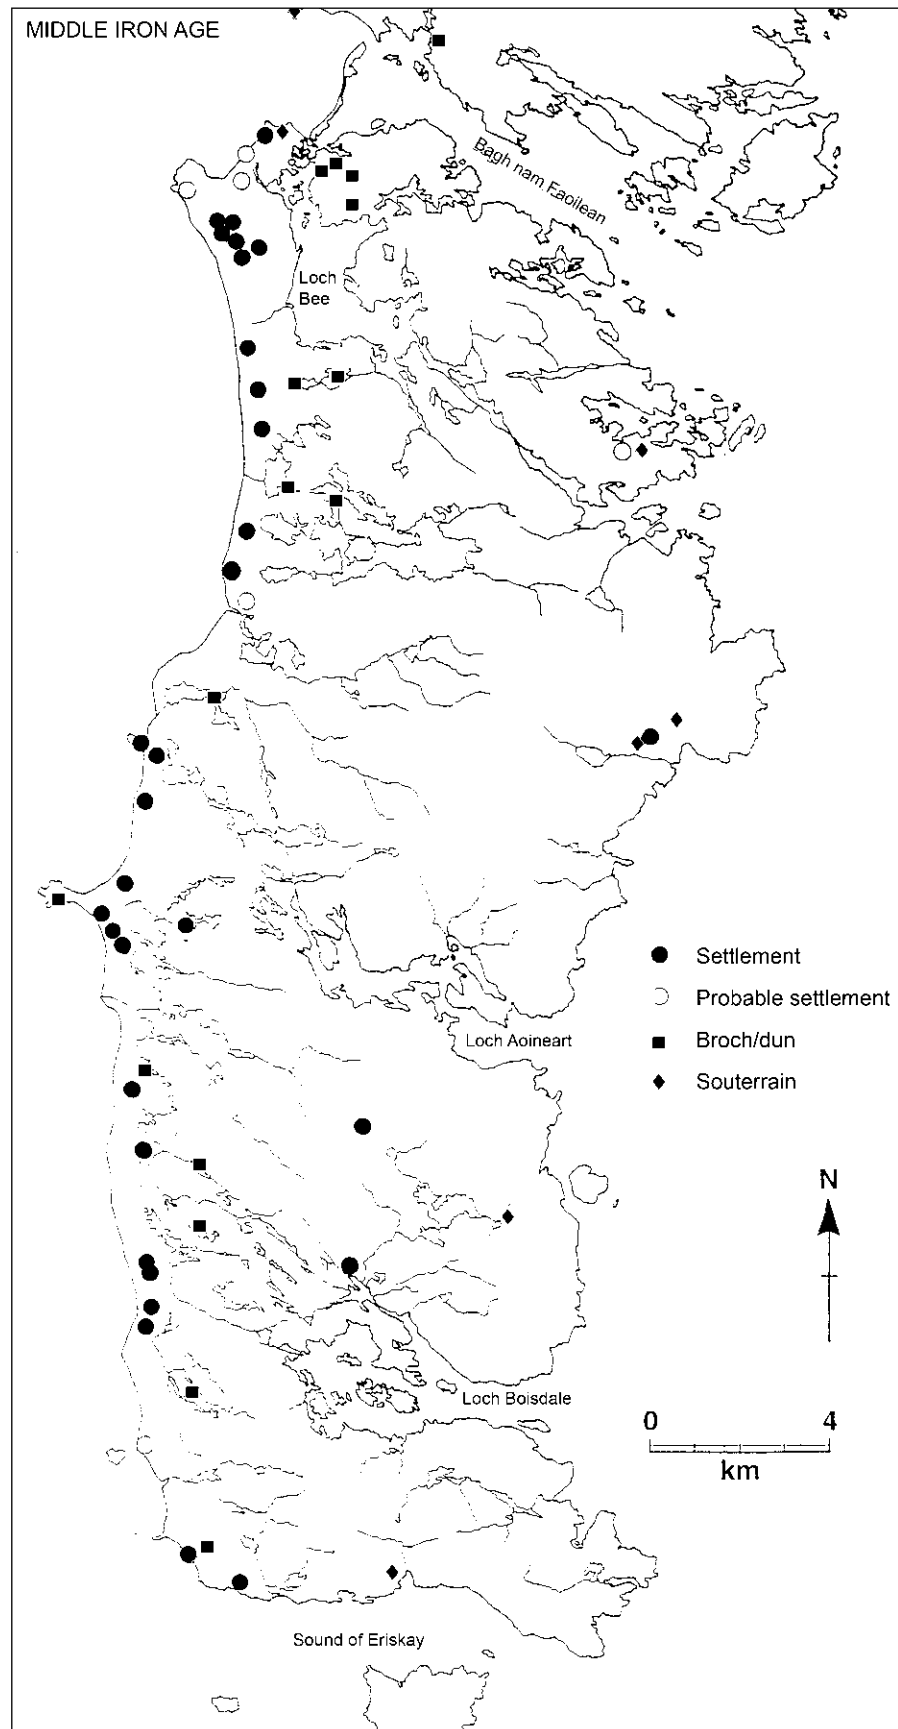 MIDDLE IRON AGE
Bagh nam Faoilean
Loch
Bee
Settlement
Probable settlement
Broch/dun
Souterrain
Loch Aoineart
N
Loch Boisdale
0 4
km
Sound of Eriskay